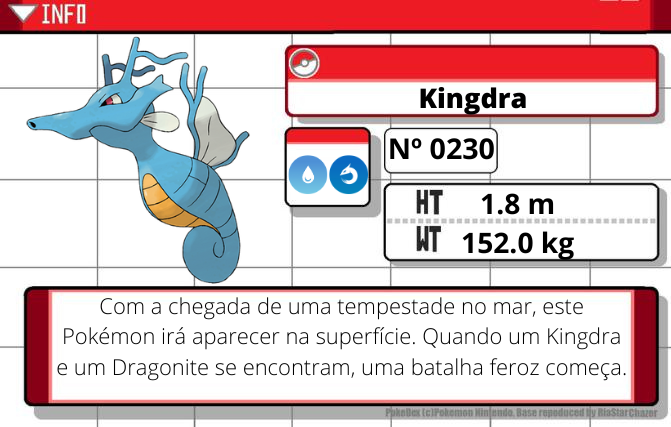 INFO
Kingdra
Nº 0230
HT 1.8 m
WT 152.0 kg
Com a chegada de uma tempestade no mar, este
Pokémon irá aparecer na superfície. Quando um Kingdra
e um Dragonite se encontram, uma batalha feroz começa.
PokeDex (c)Pokemon Nintendo. Base reproduced by RiaStarChazer